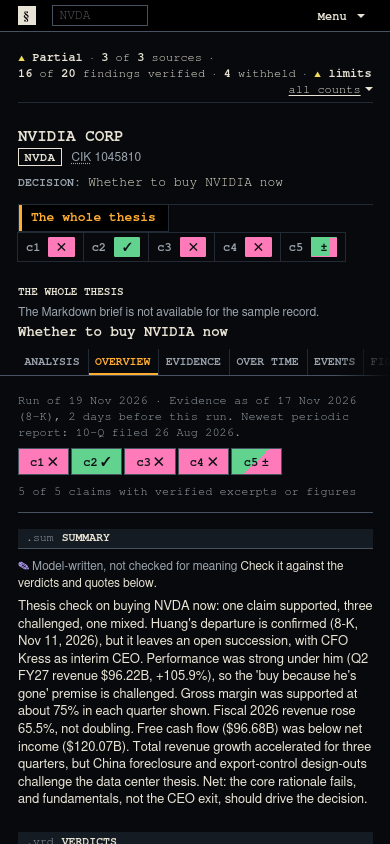 § NVDA Menu
▲ Partial · 3 of 3 sources ·
16 of 20 findings verified · 4 withheld · ▲ limits
all counts
NVIDIA CORP
NVDA CIK 1045810
DECISION: Whether to buy NVIDIA now
The whole thesis
c1 ✕ c2 ✓ c3 ✕ c4 ✕ c5 ±
THE WHOLE THESIS
The Markdown brief is not available for the sample record.
Whether to buy NVIDIA now
ANALYSIS OVERVIEW EVIDENCE OVER TIME EVENTS
Run of 19 Nov 2026 · Evidence as of 17 Nov 2026
(8-K), 2 days before this run. Newest periodic
report: 10-Q filed 26 Aug 2026.
c1 ✕ c2 ✓ c3 ✕ c4 ✕ c5 ±
5 of 5 claims with verified excerpts or figures
.sum SUMMARY
✎ Model-written, not checked for meaning Check it against the
verdicts and quotes below.
Thesis check on buying NVDA now: one claim supported, three
challenged, one mixed. Huang's departure is confirmed (8-K,
Nov 11, 2026), but it leaves an open succession, with CFO
Kress as interim CEO. Performance was strong under him (Q2
FY27 revenue $96.22B, +105.9%), so the 'buy because he's
gone' premise is challenged. Gross margin was supported at
about 75% in each quarter shown. Fiscal 2026 revenue rose
65.5%, not doubling. Free cash flow ($96.68B) was below net
income ($120.07B). Total revenue growth accelerated for three
quarters, but China foreclosure and export-control design-outs
challenge the data center thesis. Net: the core rationale fails,
and fundamentals, not the CEO exit, should drive the decision.
.vrd VERDICTS